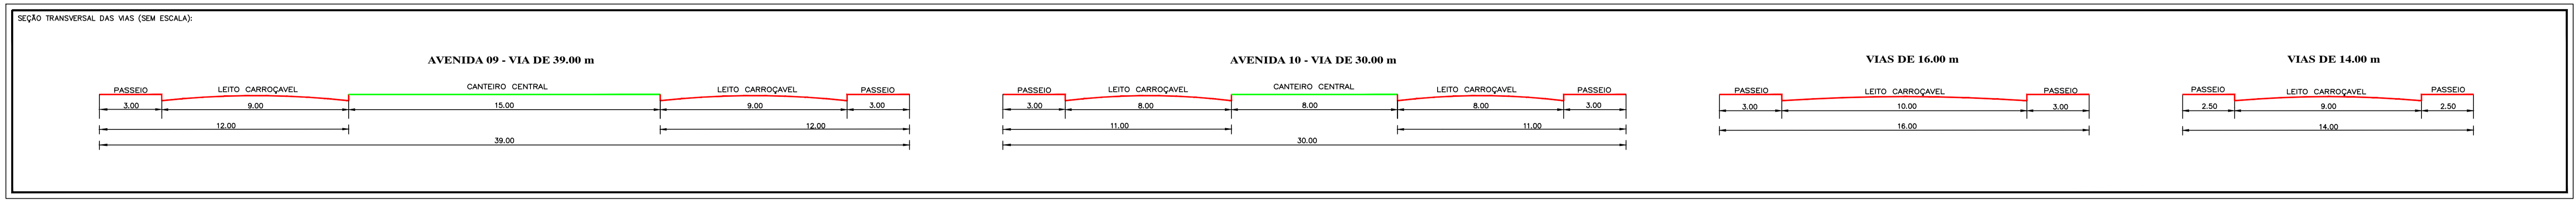 SEÇÃO TRANSVERSAL DAS VIAS (SEM ESCALA):
AVENIDA 09 - VIA DE 39.00 m
PASSEIO LEITO CARROÇAVEL CANTEIRO CENTRAL LEITO CARROÇAVEL PASSEIO
3.00 9.00 15.00 9.00 3.00
12.00 12.00
39.00
AVENIDA 10 - VIA DE 30.00 m
PASSEIO LEITO CARROÇAVEL CANTEIRO CENTRAL LEITO CARROÇAVEL PASSEIO
3.00 8.00 8.00 8.00 3.00
11.00 11.00
30.00
VIAS DE 16.00 m
PASSEIO LEITO CARROÇAVEL PASSEIO
3.00 10.00 3.00
16.00
VIAS DE 14.00 m
PASSEIO LEITO CARROÇAVEL PASSEIO
2.50 9.00 2.50
14.00